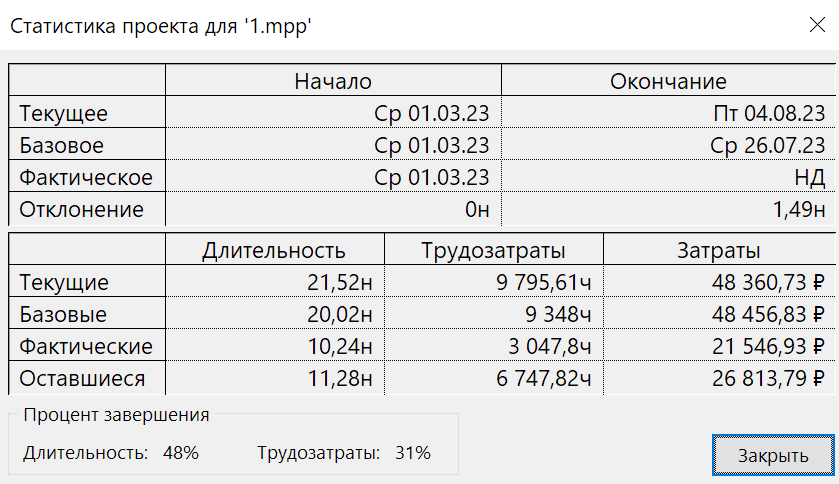 Статистика проекта для '1.mpp'
Начало Окончание
Текущее Ср 01.03.23 Пт 04.08.23
Базовое Ср 01.03.23 Ср 26.07.23
Фактическое Ср 01.03.23 НД
Отклонение 0н 1,49н
Длительность Трудозатраты Затраты
Текущие 21,52н 9 795,61ч 48 360,73 ₽
Базовые 20,02н 9 348ч 48 456,83 ₽
Фактические 10,24н 3 047,8ч 21 546,93 ₽
Оставшиеся 11,28н 6 747,82ч 26 813,79 ₽
Процент завершения
Длительность: 48% Трудозатраты: 31%
Закрыть